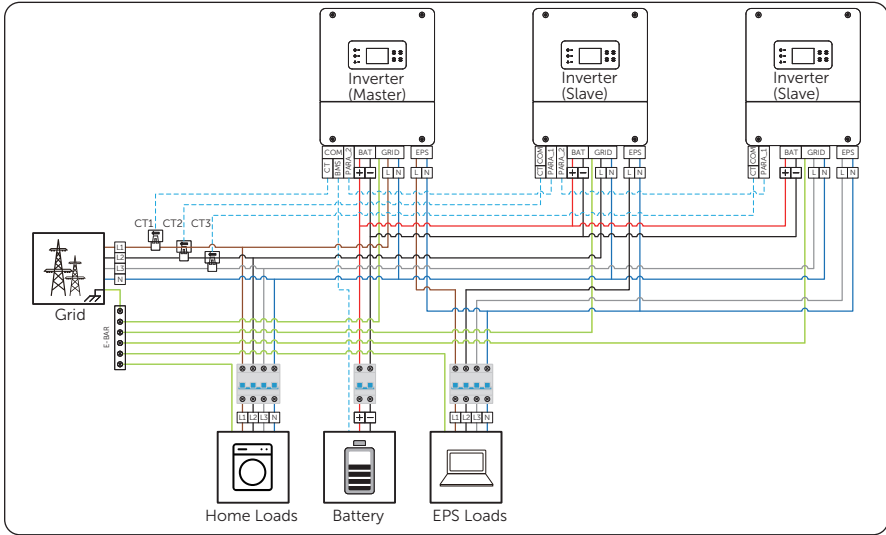 Inverter
(Master)
Inverter
(Slave)
Inverter
(Slave)
COM
BAT
GRID
EPS
CT
BMS
PARA_2
+ −
L N
L N
COM
BAT
GRID
EPS
CT
PARA_1
PARA_2
+ −
L N
L N
COM
BAT
GRID
EPS
CT
PARA_1
+ −
L N
L N
CT1
CT2
CT3
L1
L2
L3
N
Grid
E-BAR
L1 L2 L3 N
+ −
L1 L2 L3 N
Home Loads
Battery
EPS Loads